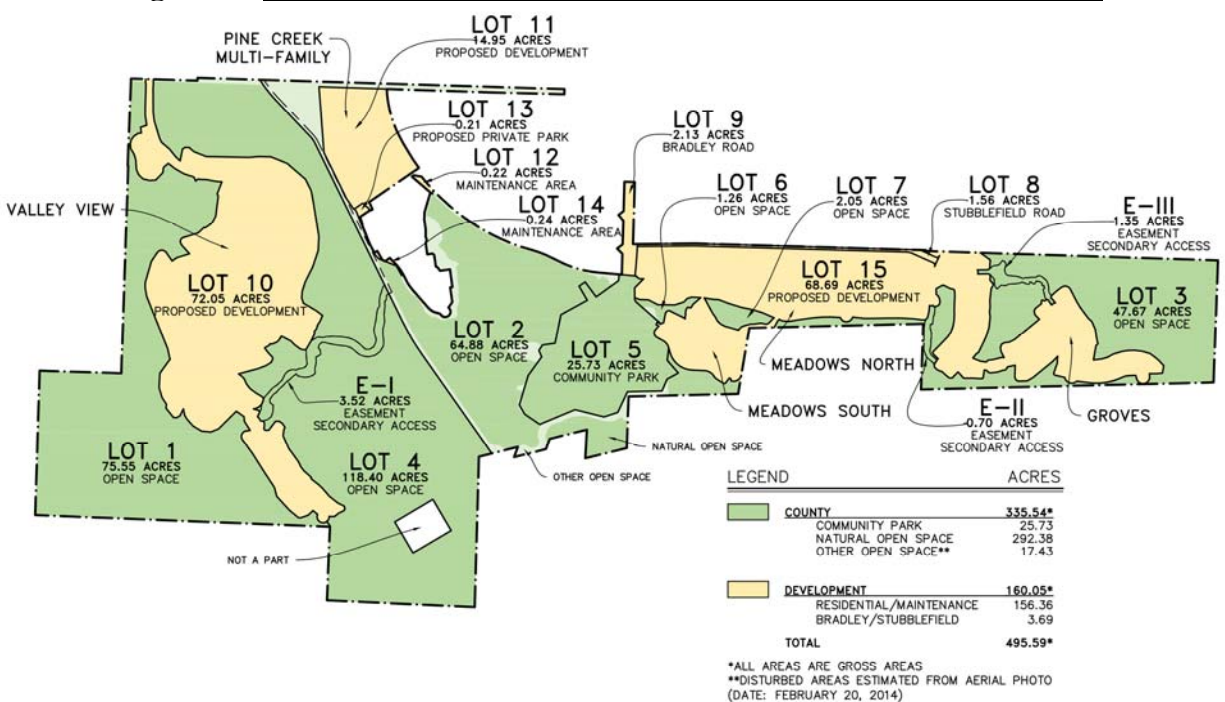 LOT 11
14.95 ACRES
PROPOSED DEVELOPMENT
PINE CREEK
MULTI-FAMILY
LOT 13
0.21 ACRES
PROPOSED PRIVATE PARK
LOT 12
0.22 ACRES
MAINTENANCE AREA
LOT 14
0.24 ACRES
MAINTENANCE AREA
LOT 9
2.13 ACRES
BRADLEY ROAD
LOT 6
1.26 ACRES
OPEN SPACE
LOT 7
2.05 ACRES
OPEN SPACE
LOT 8
1.56 ACRES
STUBBLEFIELD ROAD
E-III
1.35 ACRES
EASEMENT
SECONDARY ACCESS
VALLEY VIEW
LOT 10
72.05 ACRES
PROPOSED DEVELOPMENT
LOT 15
68.69 ACRES
PROPOSED DEVELOPMENT
LOT 3
47.67 ACRES
OPEN SPACE
LOT 2
64.88 ACRES
OPEN SPACE
LOT 5
25.73 ACRES
COMMUNITY PARK
MEADOWS NORTH
MEADOWS SOUTH
GROVES
E-I
3.52 ACRES
EASEMENT
SECONDARY ACCESS
E-II
0.70 ACRES
EASEMENT
SECONDARY ACCESS
LOT 1
75.55 ACRES
OPEN SPACE
LOT 4
118.40 ACRES
OPEN SPACE
NATURAL OPEN SPACE
OTHER OPEN SPACE
NOT A PART
LEGEND ACRES
COUNTY 335.54*
COMMUNITY PARK 25.73
NATURAL OPEN SPACE 292.38
OTHER OPEN SPACE** 17.43
DEVELOPMENT 160.05*
RESIDENTIAL/MAINTENANCE 156.36
BRADLEY/STUBBLEFIELD 3.69
TOTAL 495.59*
*ALL AREAS ARE GROSS AREAS
**DISTURBED AREAS ESTIMATED FROM AERIAL PHOTO
(DATE: FEBRUARY 20, 2014)